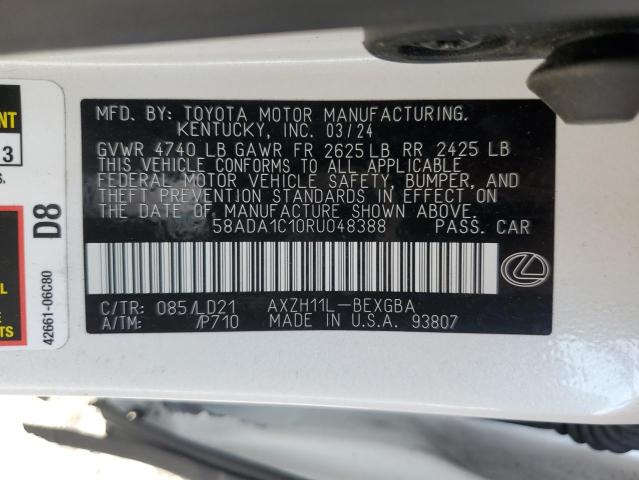 MFD. BY: TOYOTA MOTOR MANUFACTURING.
KENTUCKY, INC. 03/24
GVWR 4740 LB GAWR FR 2625 LB RR 2425 LB
THIS VEHICLE CONFORMS TO ALL APPLICABLE
FEDERAL MOTOR VEHICLE SAFETY, BUMPER, AND
THEFT PREVENTION STANDARDS IN EFFECT ON
THE DATE OF MANUFACTURE SHOWN ABOVE.
58ADA1C10RU048388 PASS. CAR
C/TR: 085/LD21 AXZH11L-BEXGBA
A/TM: /P710 MADE IN U.S.A. 93807
D8
42661-06C80
NT
3
S.